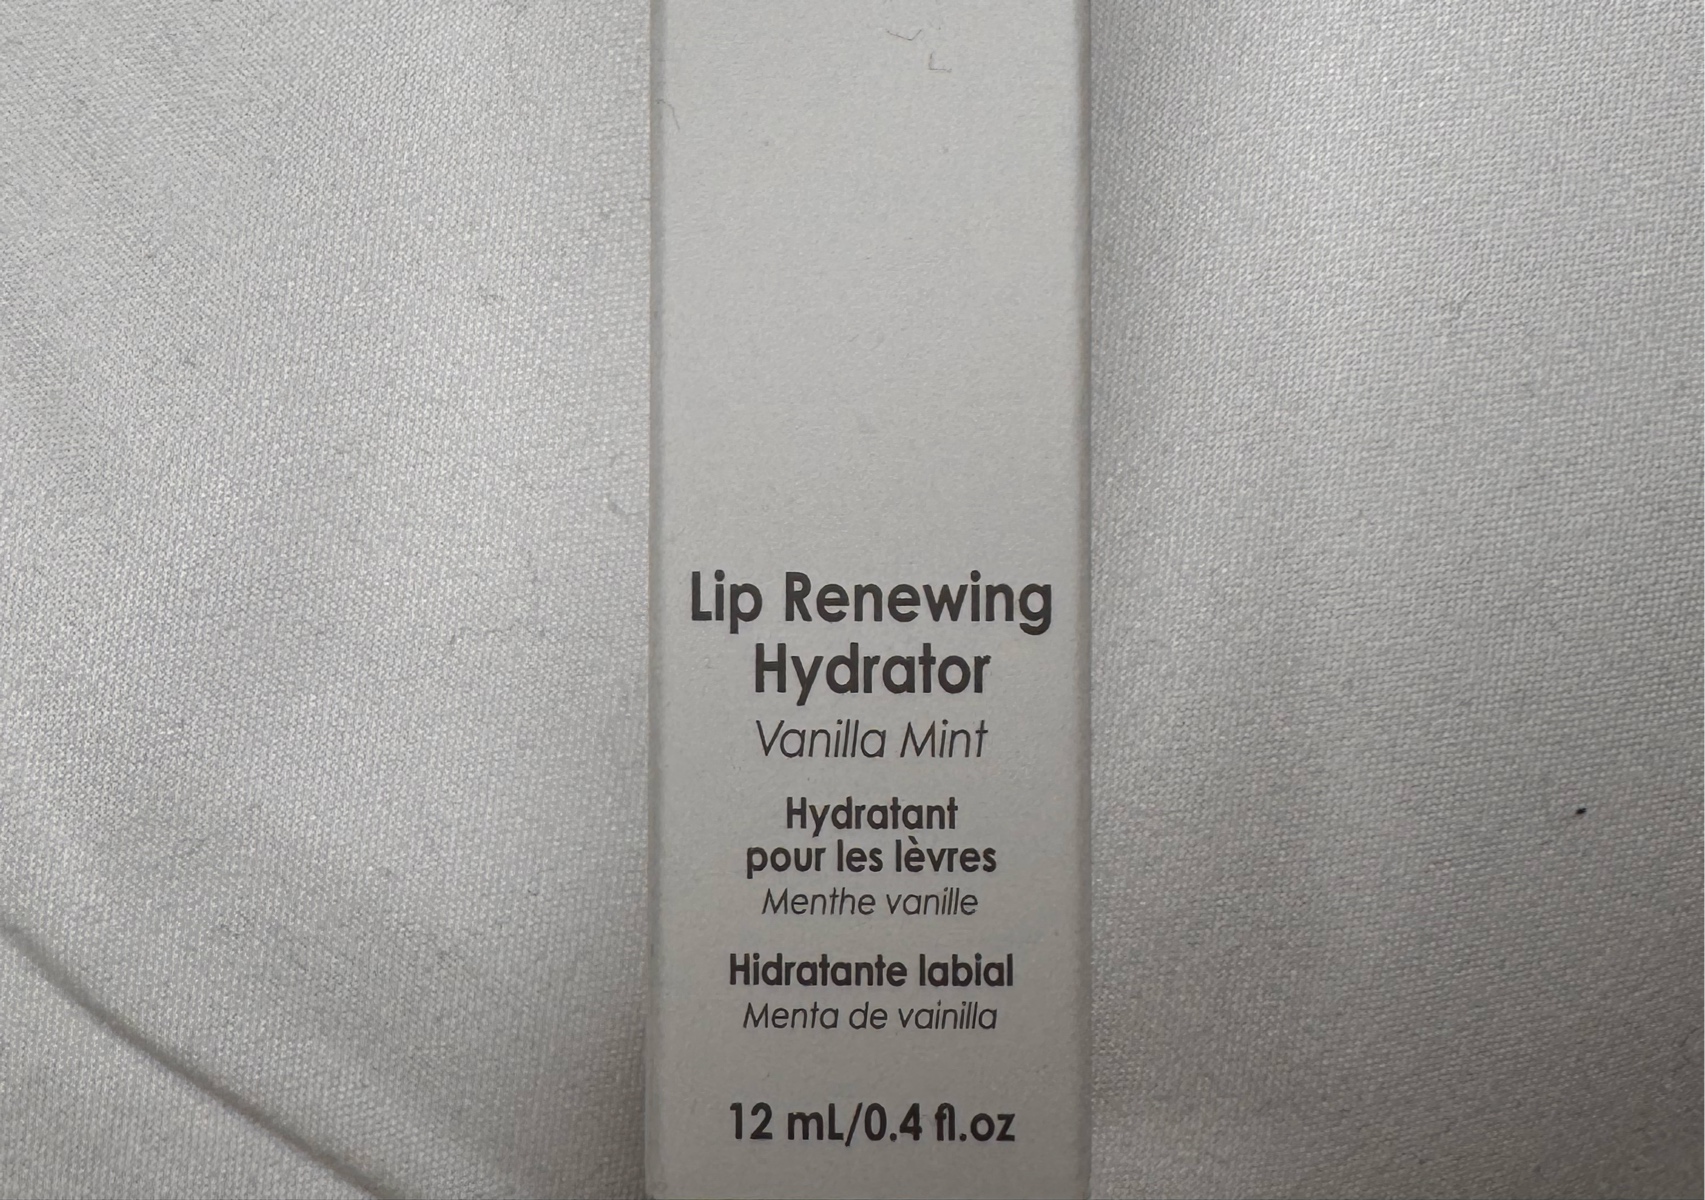 Lip Renewing
Hydrator
Vanilla Mint
Hydratant
pour les lèvres
Menthe vanille
Hidratante labial
Menta de vainilla
12 mL/0.4 fl.oz